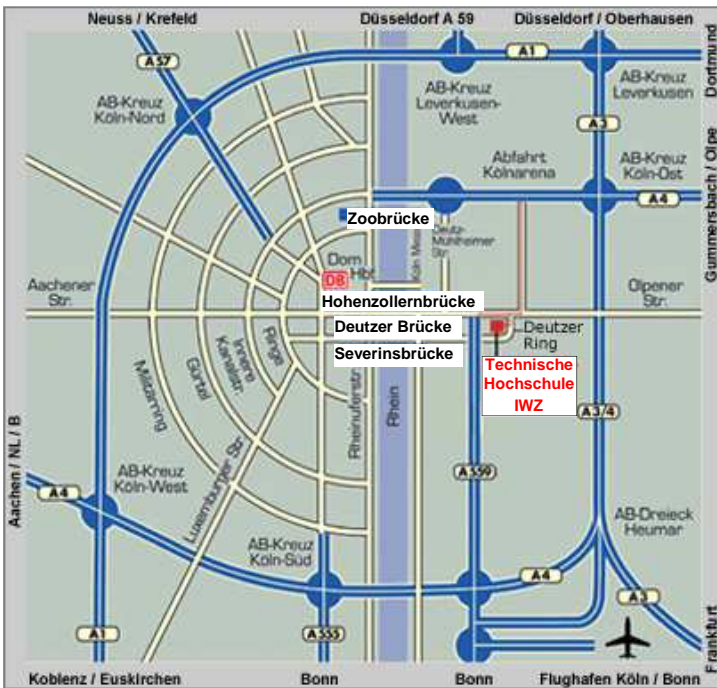 Neuss / Krefeld
Düsseldorf A 59
Düsseldorf / Oberhausen
Dortmund
A1
A57
AB-Kreuz
Köln-Nord
AB-Kreuz
Leverkusen-
West
AB-Kreuz
Leverkusen
A3
Abfahrt
Kölnarena
AB-Kreuz
Köln-Ost
A4
Gummersbach / Olpe
Zoobrücke
Deutz-
Mühlheimer
Str.
Köln Messe
Dom
Hbf
DB
Aachener
Str.
Hohenzollernbrücke
Olpener
Str.
Deutzer Brücke
Deutzer
Ring
Severinsbrücke
Technische
Hochschule
IWZ
Ringe
Innere
Kanalstr.
Gürtel
Militärring
Rheinuferstr.
Rhein
A3/4
Luxemburger Str
Aachen / NL / B
A4
AB-Kreuz
Köln-West
A559
AB-Kreuz
Köln-Süd
AB-Dreieck
Heumar
A4
A3
A1
A555
Frankfurt
Koblenz / Euskirchen
Bonn
Bonn
Flughafen Köln / Bonn